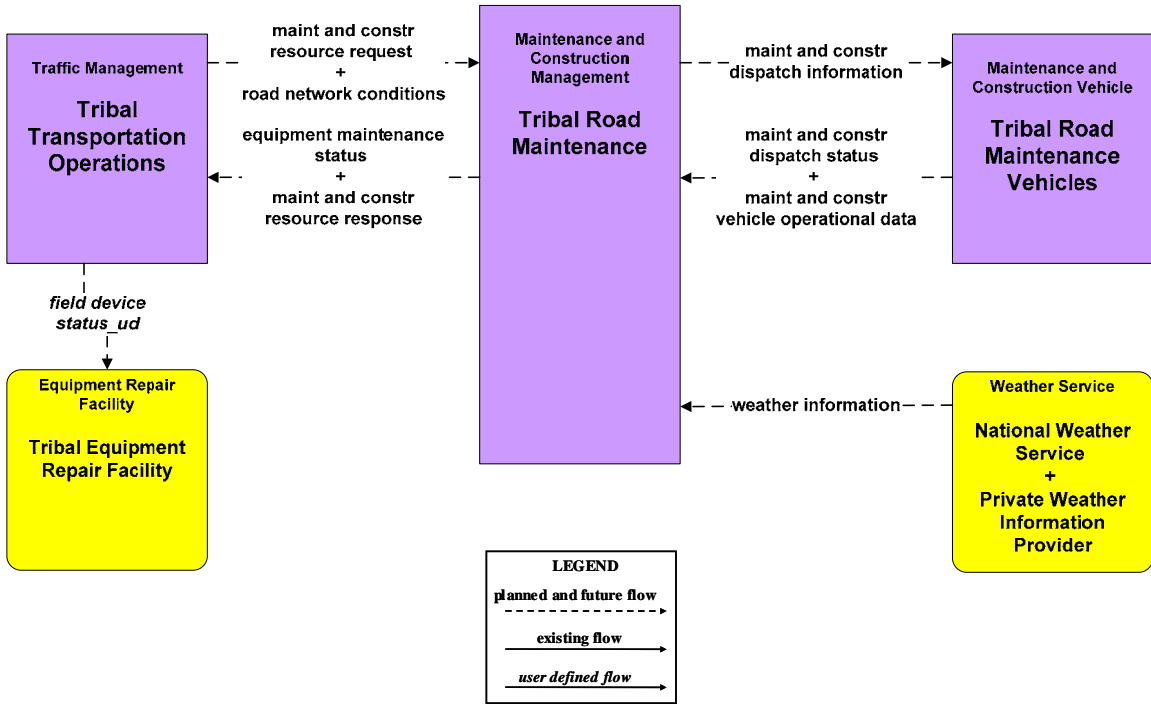 Traffic Management
Tribal
Transportation
Operations
maint and constr
resource request
+
road network conditions
equipment maintenance
status
+
maint and constr
resource response
Maintenance and
Construction
Management
Tribal Road
Maintenance
maint and constr
dispatch information
maint and constr
dispatch status
+
maint and constr
vehicle operational data
Maintenance and
Construction Vehicle
Tribal Road
Maintenance
Vehicles
field device
status_ud
Equipment Repair
Facility
Tribal Equipment
Repair Facility
weather information
Weather Service
National Weather
Service
+
Private Weather
Information
Provider
LEGEND
planned and future flow
existing flow
user defined flow